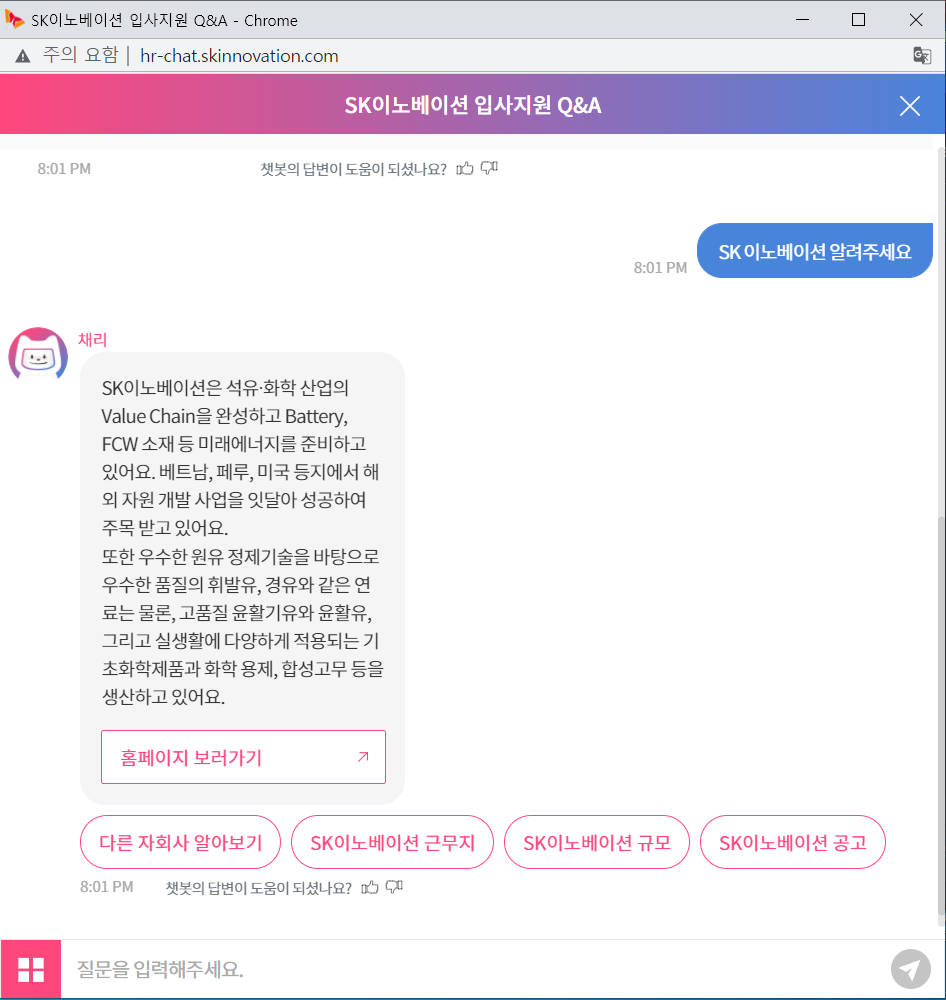 SK이노베이션 입사지원 Q&A - Chrome
주의 요함 | hr-chat.skinnovation.com
SK이노베이션 입사지원 Q&A
8:01 PM 챗봇의 답변이 도움이 되셨나요?
SK 이노베이션 알려주세요
8:01 PM
채리
SK이노베이션은 석유·화학 산업의
Value Chain을 완성하고 Battery,
FCW 소재 등 미래에너지를 준비하고
있어요. 베트남, 페루, 미국 등지에서 해
외 자원 개발 사업을 잇달아 성공하여
주목 받고 있어요.
또한 우수한 원유 정제기술을 바탕으로
우수한 품질의 휘발유, 경유와 같은 연
료는 물론, 고품질 윤활기유와 윤활유,
그리고 실생활에 다양하게 적용되는 기
초화학제품과 화학 용제, 합성고무 등을
생산하고 있어요.
홈페이지 보러가기
다른 자회사 알아보기 SK이노베이션 근무지 SK이노베이션 규모 SK이노베이션 공고
8:01 PM 챗봇의 답변이 도움이 되셨나요?
질문을 입력해주세요.